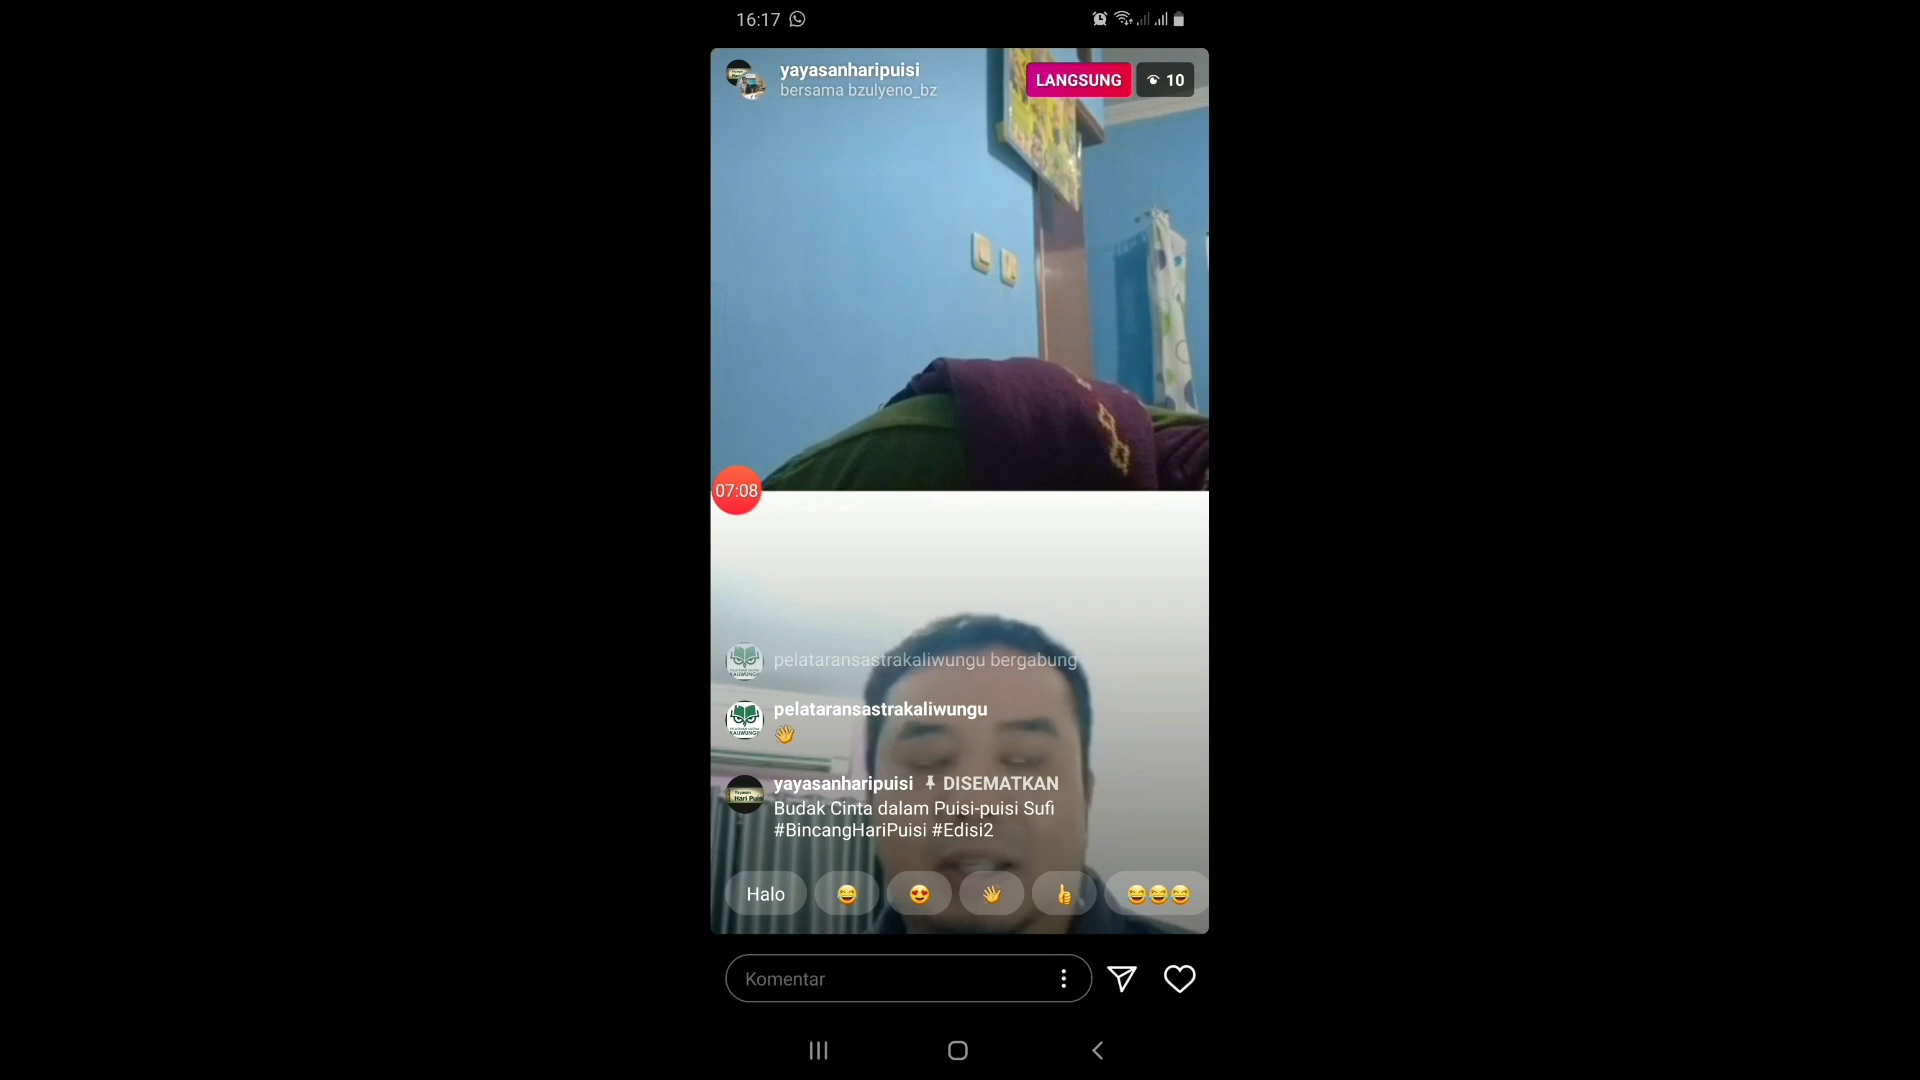 16:17
yayasanharipuisi
bersama bzulyeno_bz
LANGSUNG
10
07:08
pelataransastrakaliwungu bergabung
pelataransastrakaliwungu
👋
yayasanharipuisi DISEMATKAN
Budak Cinta dalam Puisi-puisi Sufi
#BincangHariPuisi #Edisi2
Halo 😂 😍 👋 👍 😂😂😂
Komentar